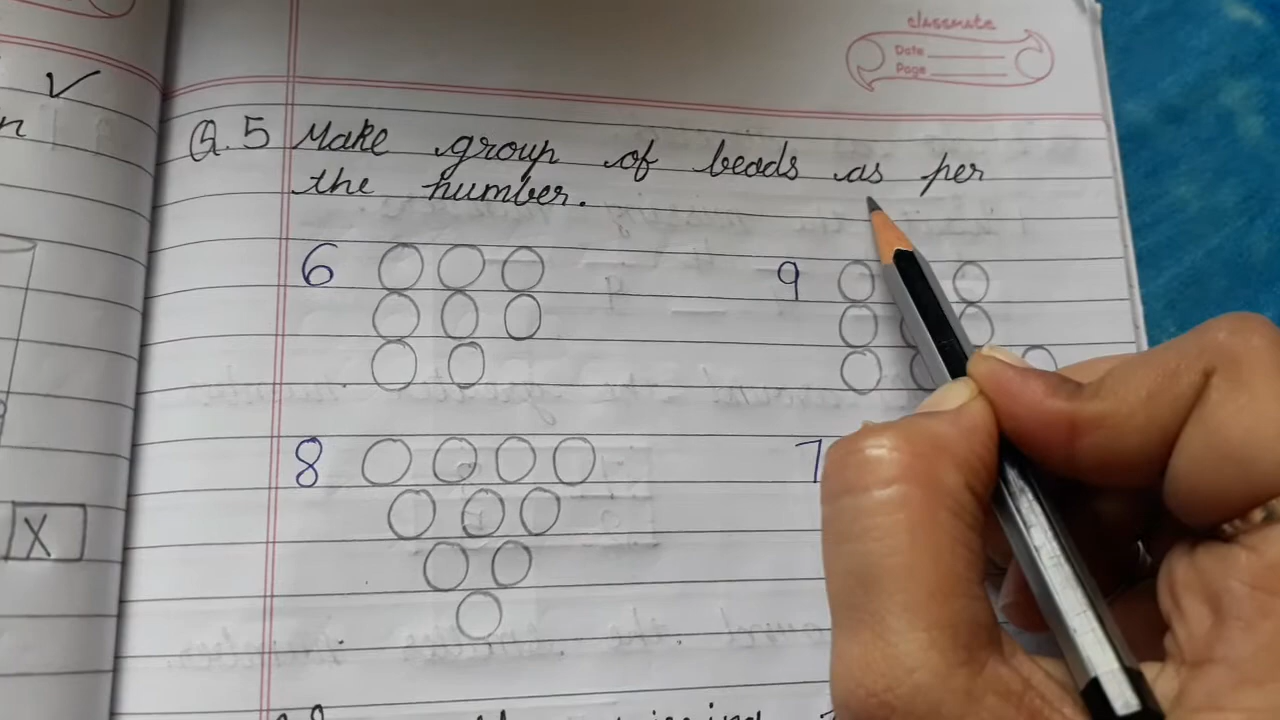 classmate
Date
Page
Q.5 Make group of beads as per
the number.
6
9
8
7
X